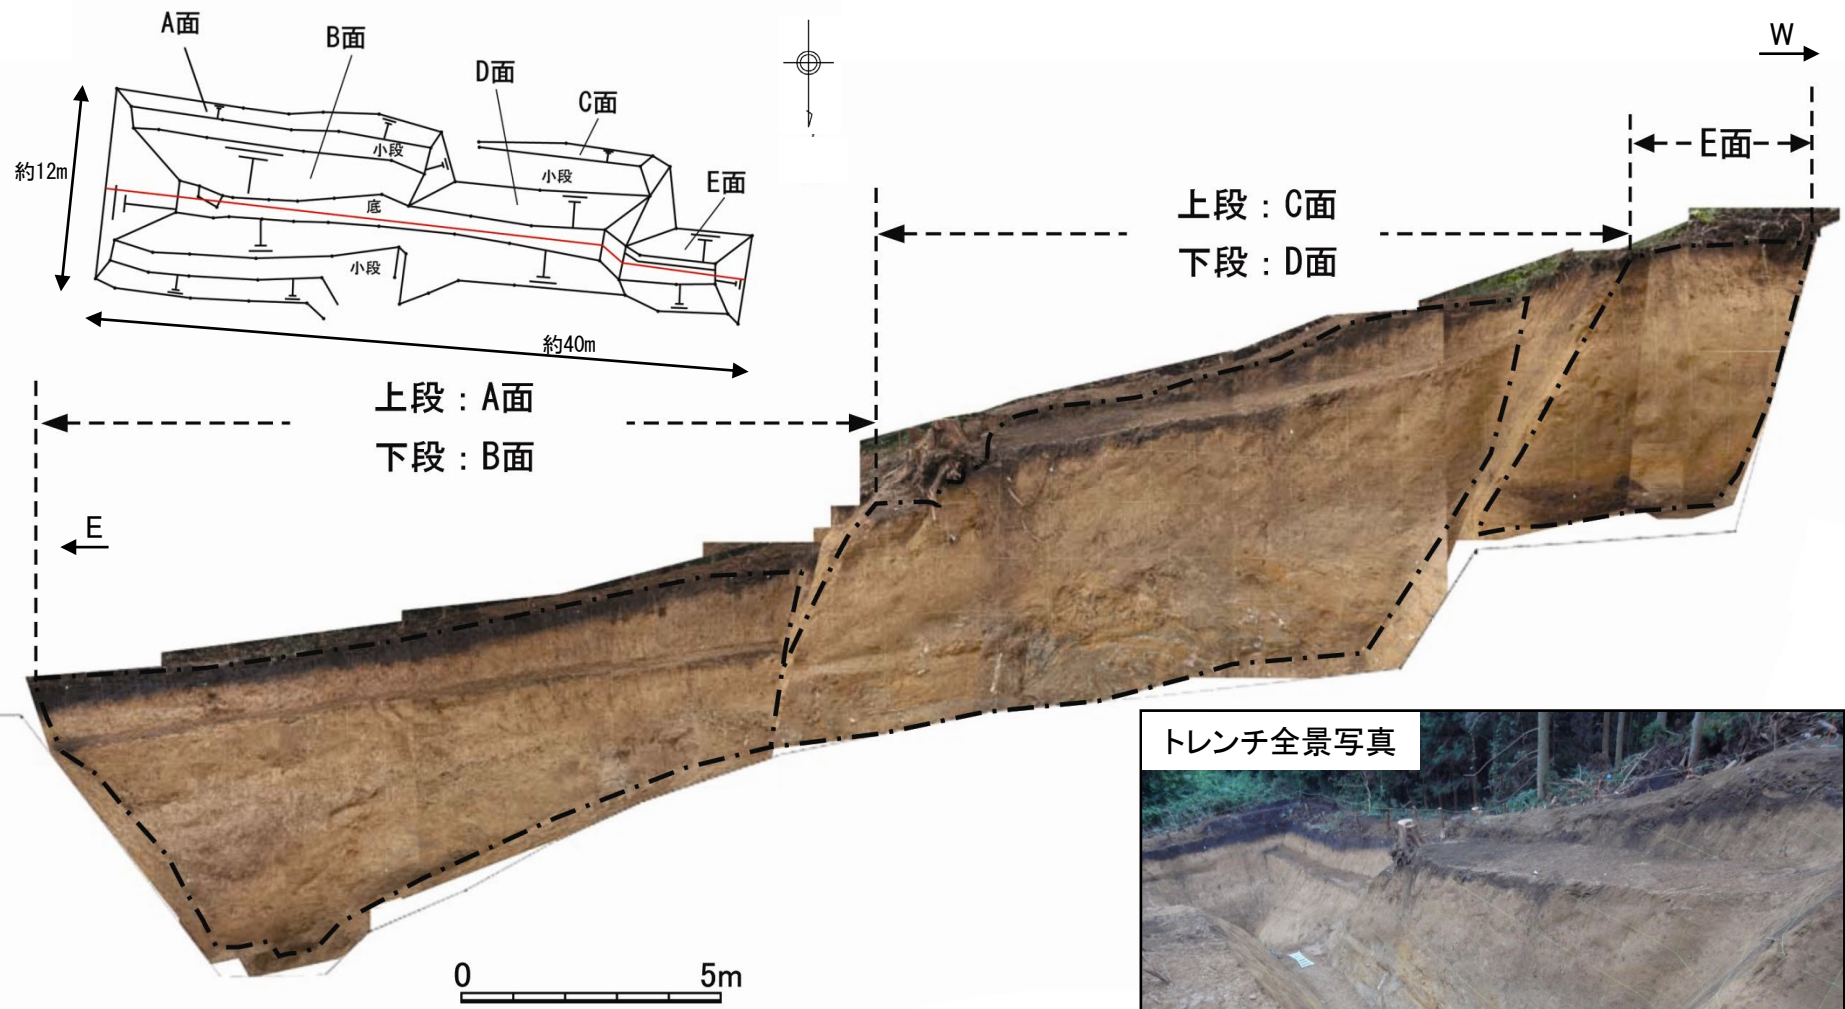 A面
B面
D面
C面
E面
小段
小段
底
小段
約12m
約40m
W
E面
上段：C面
下段：D面
上段：A面
下段：B面
E
0 5m
トレンチ全景写真